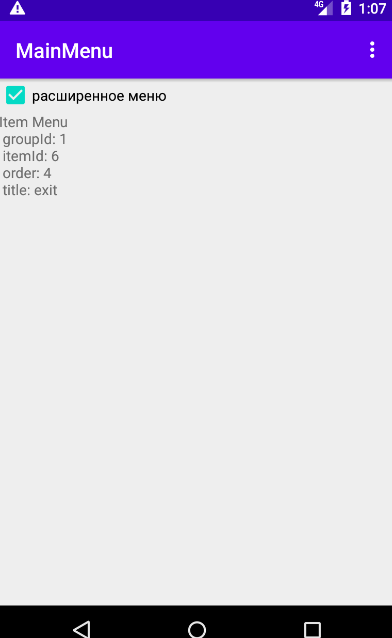 4G 1:07
MainMenu
расширенное меню
Item Menu
groupId: 1
itemId: 6
order: 4
title: exit